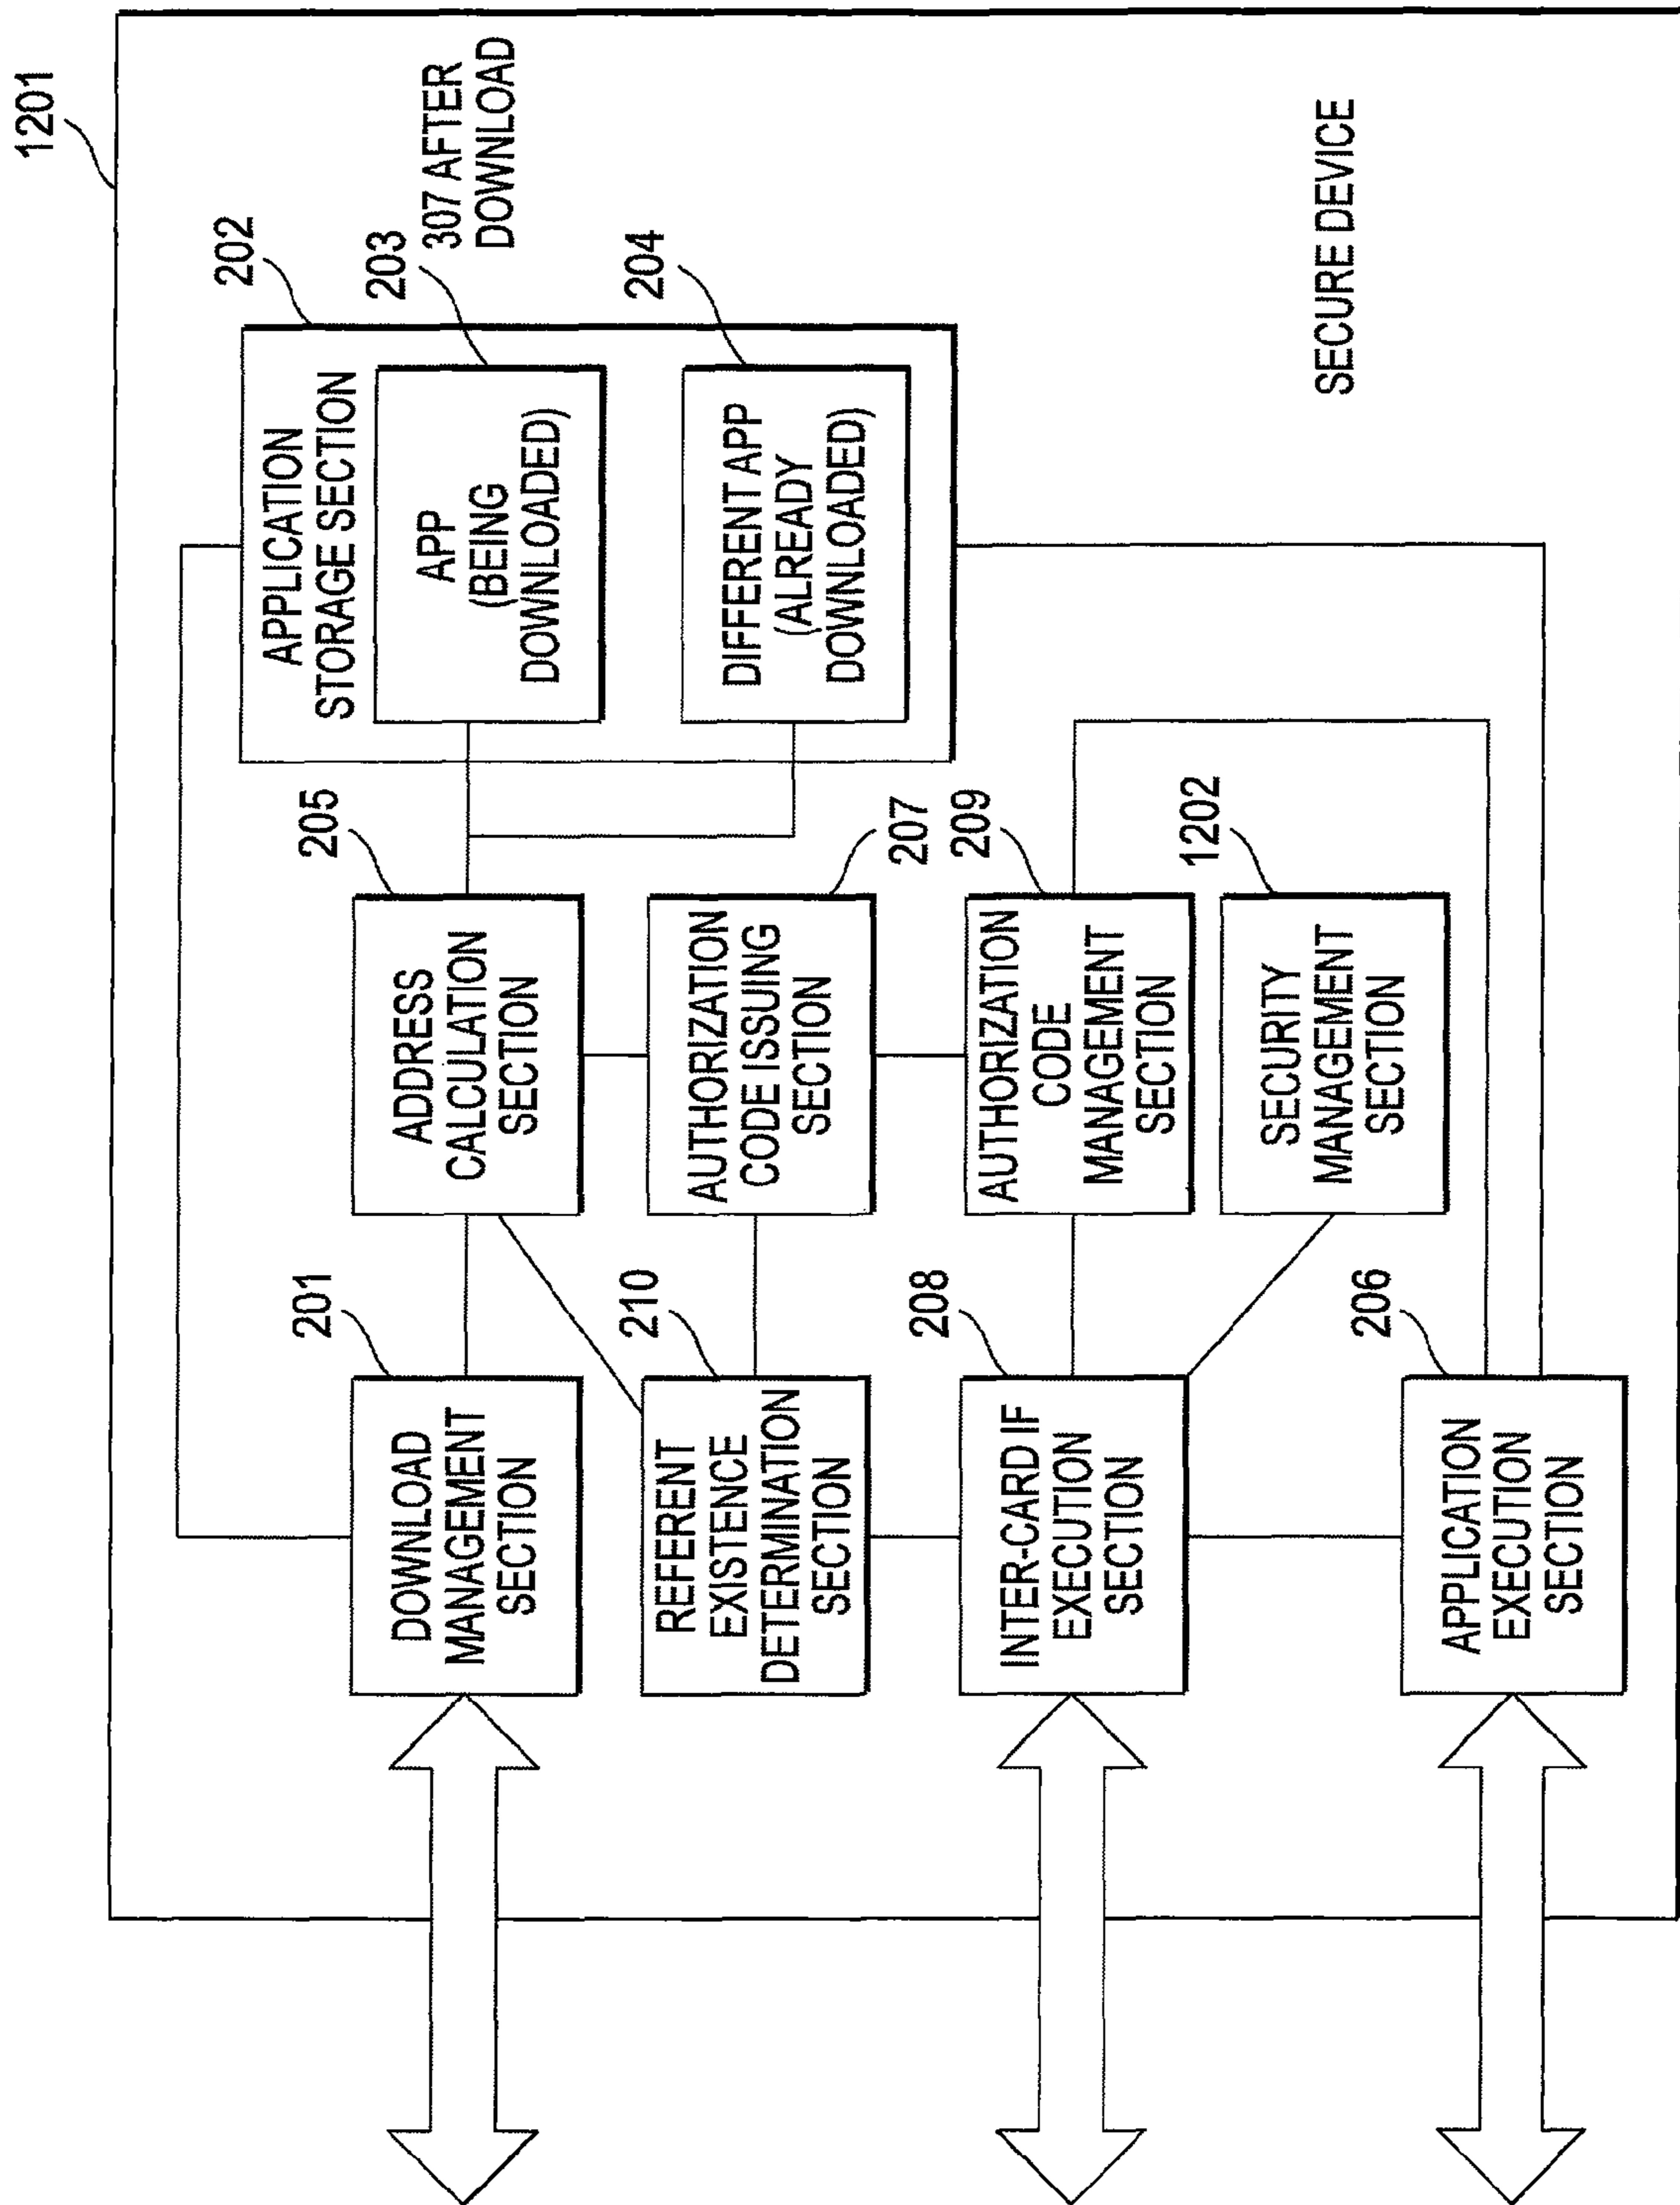 1201
202
APPLICATION
STORAGE SECTION
203
307 AFTER
DOWNLOAD
APP
(BEING
DOWNLOADED)
204
DIFFERENT APP
(ALREADY
DOWNLOADED)
205
ADDRESS
CALCULATION
SECTION
207
AUTHORIZATION
CODE ISSUING
SECTION
209
AUTHORIZATION
CODE
MANAGEMENT
SECTION
1202
SECURITY
MANAGEMENT
SECTION
201
DOWNLOAD
MANAGEMENT
SECTION
210
REFERENT
EXISTENCE
DETERMINATION
SECTION
208
INTER-CARD IF
EXECUTION
SECTION
206
APPLICATION
EXECUTION
SECTION
SECURE DEVICE